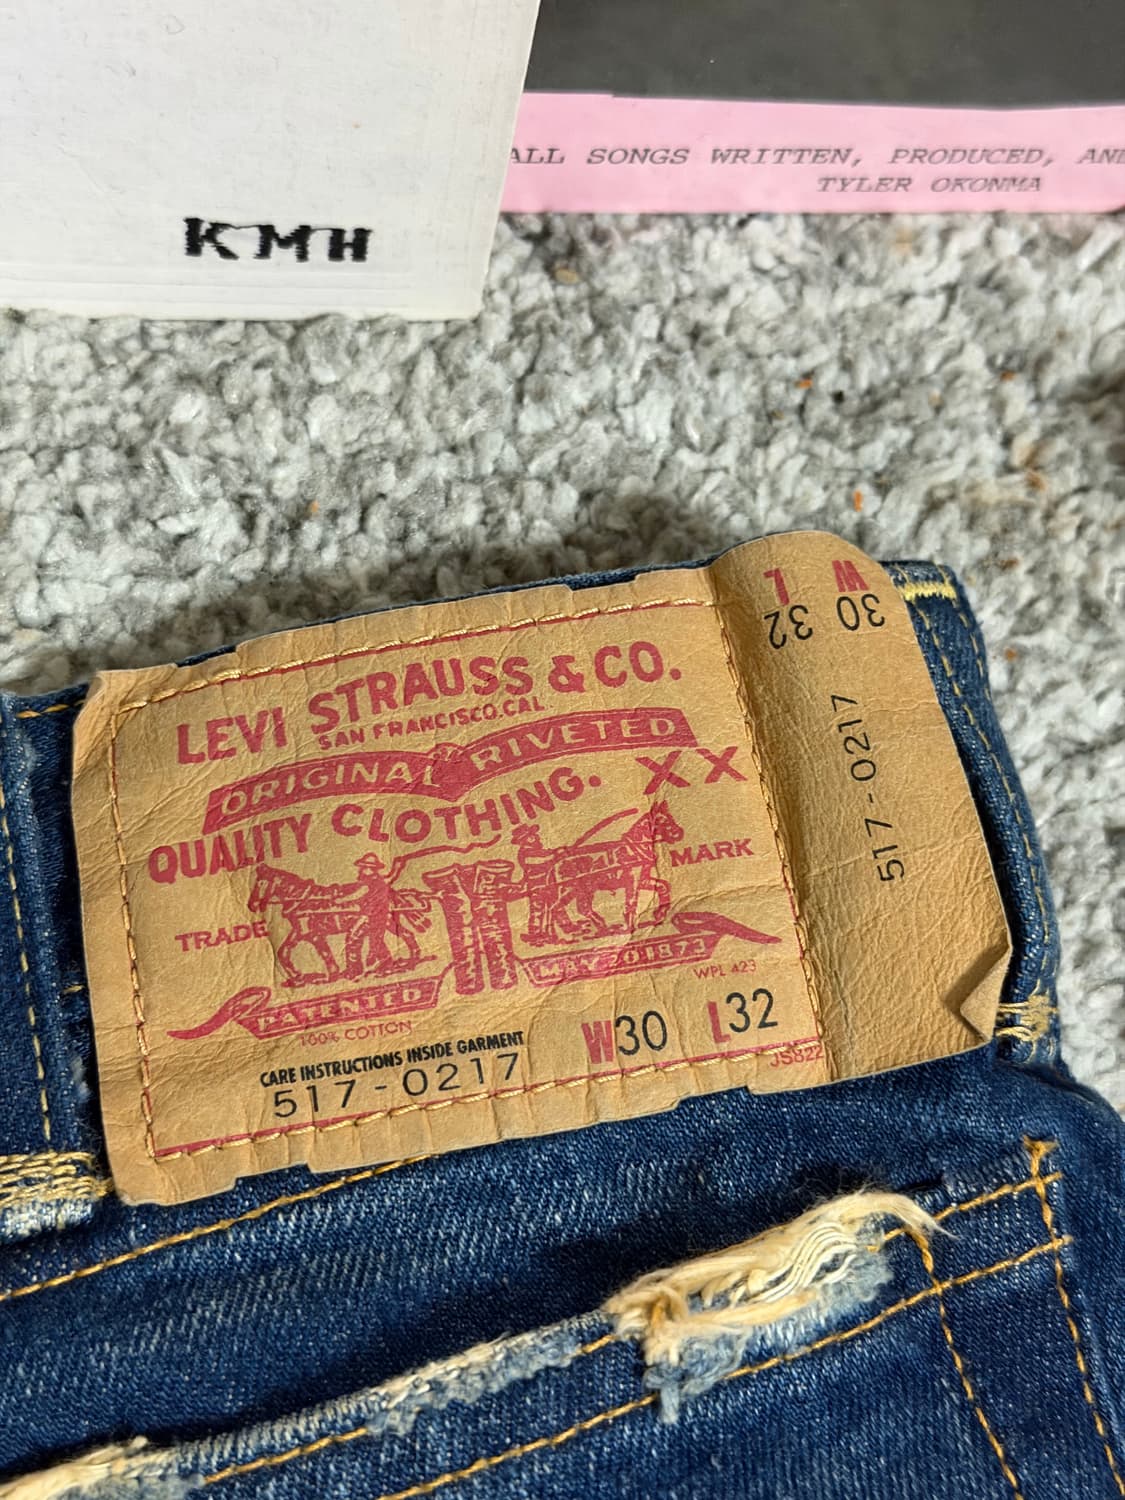 KMH
ALL SONGS WRITTEN, PRODUCED, AND
TYLER OKONMA
LEVI STRAUSS & CO.
SAN FRANCISCO, CAL.
ORIGINAL RIVETED
QUALITY CLOTHING. XX
TRADE MARK
PATENTED MAY 20 1873
WPL 423
100% COTTON
CARE INSTRUCTIONS INSIDE GARMENT
517-0217 W30 L32
J5822
W L
30 32
517-0217